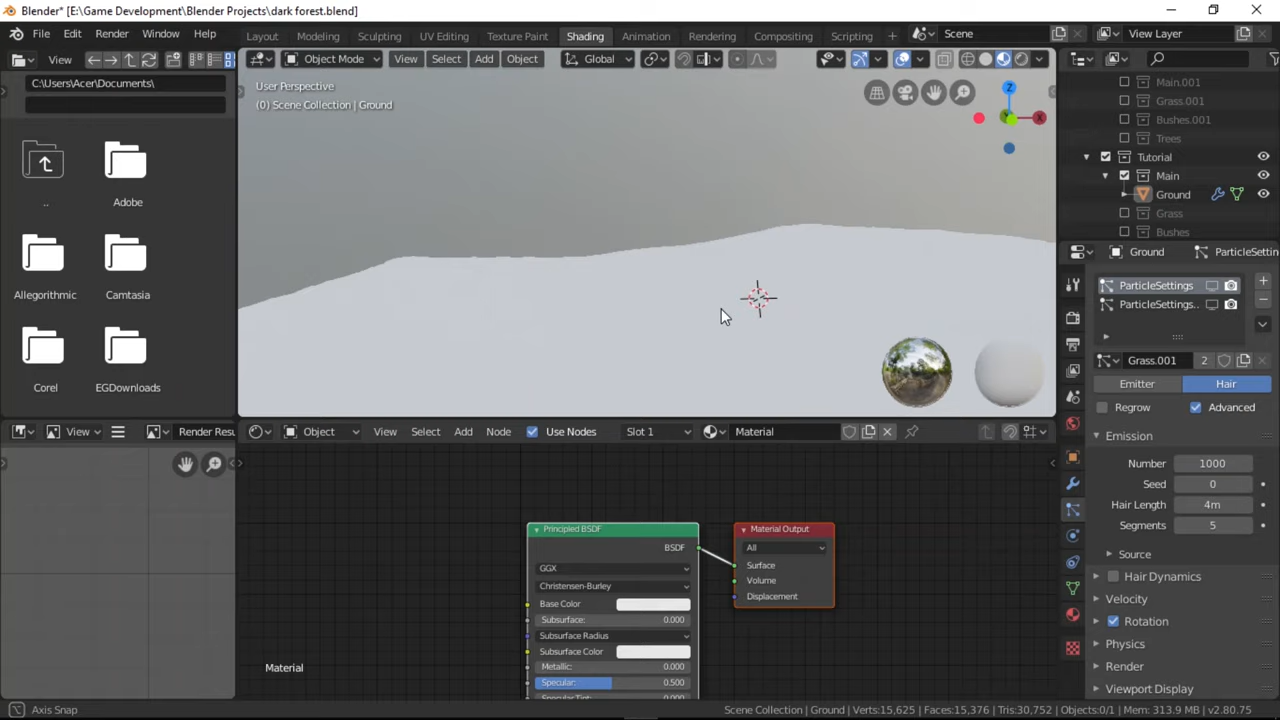 Blender* [E:\Game Development\Blender Projects\dark forest.blend]
File Edit Render Window Help
Layout Modeling Sculpting UV Editing Texture Paint Shading Animation Rendering Compositing Scripting + Scene View Layer
View
C:\Users\Acer\Documents\
.. Adobe
Allegorithmic Camtasia
Corel EGDownloads
Object Mode View Select Add Object Global
User Perspective
(0) Scene Collection | Ground
Z
Y
X
Main.001
Grass.001
Bushes.001
Trees
Tutorial
Main
Ground
Grass
Bushes
Ground ParticleSettin
ParticleSettings
ParticleSettings..
Grass.001 2
Emitter Hair
Regrow Advanced
Emission
Number 1000
Seed 0
Hair Length 4m
Segments 5
Source
Hair Dynamics
Velocity
Rotation
Physics
Render
Viewport Display
View Render Resu
Object View Select Add Node Use Nodes Slot 1 Material
Principled BSDF
BSDF
GGX
Christensen-Burley
Base Color
Subsurface: 0.000
Subsurface Radius
Subsurface Color
Metallic: 0.000
Specular: 0.500
Specular Tint: 0.000
Material Output
All
Surface
Volume
Displacement
Material
Axis Snap
Scene Collection | Ground | Verts:15,625 | Faces:15,376 | Tris:30,752 | Objects:0/1 | Mem: 313.9 MB | v2.80.75